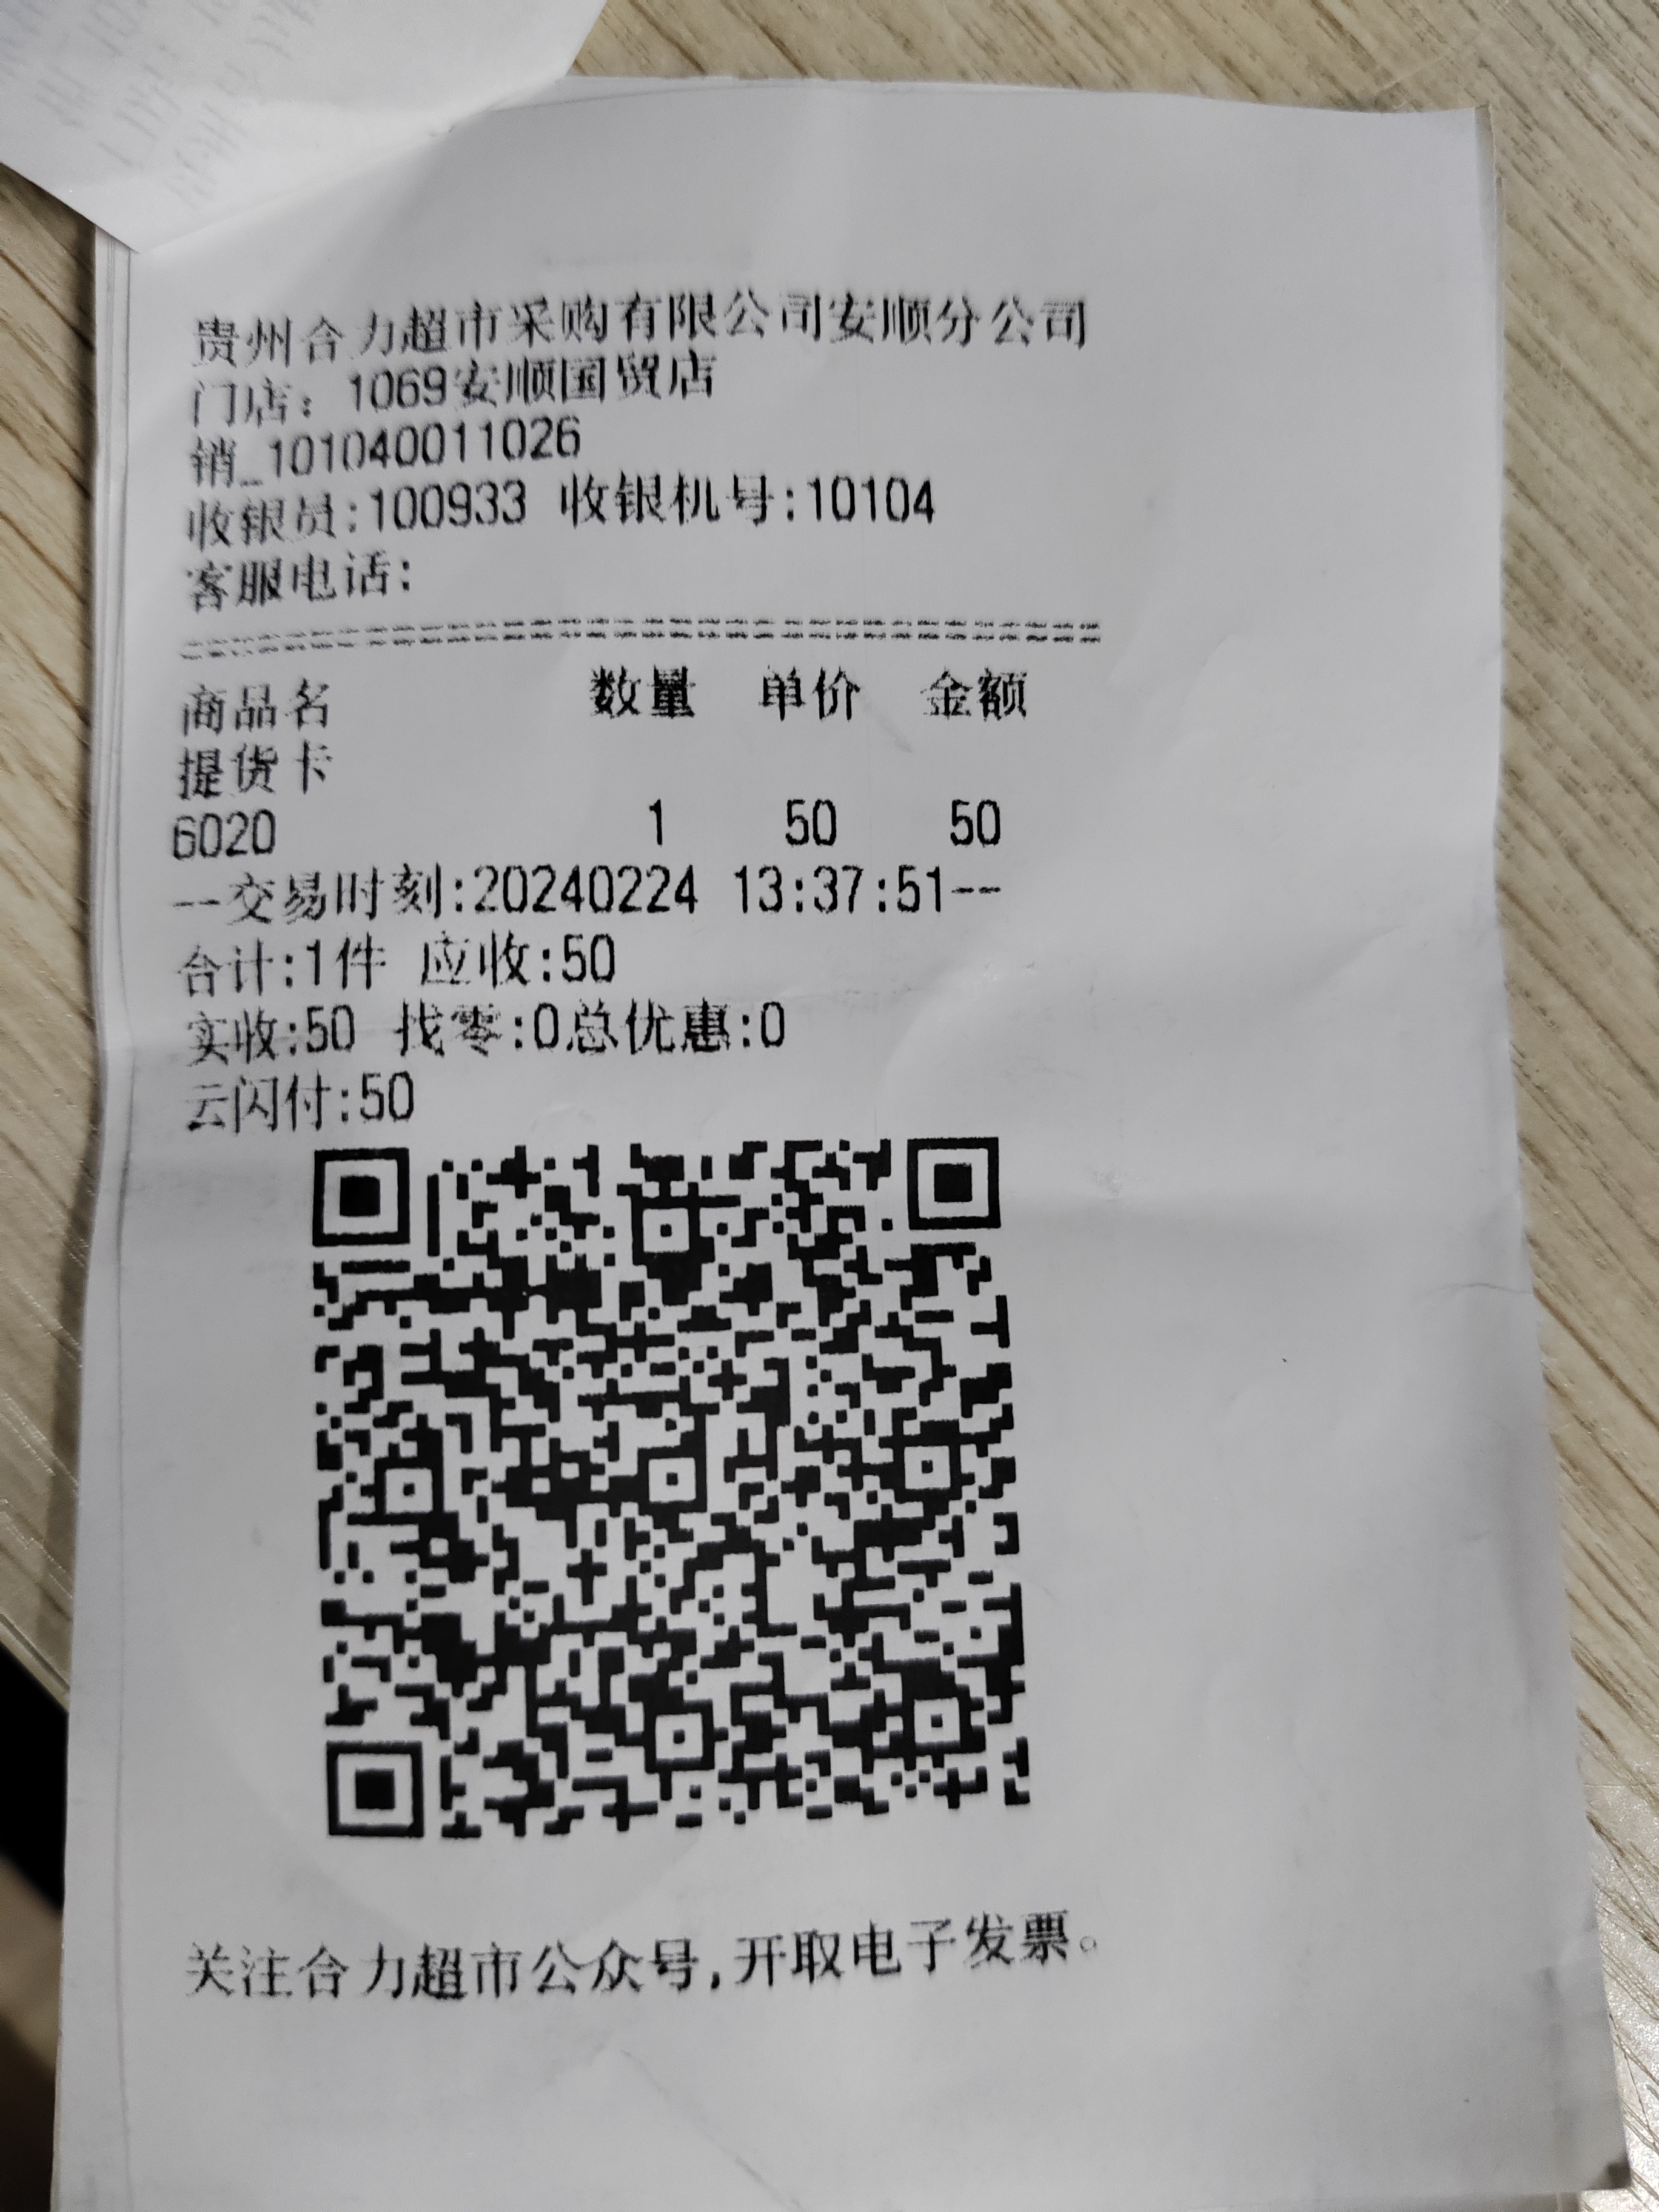 贵州合力超市采购有限公司安顺分公司
门店：1069安顺国贸店
销_101040011026
收银员:100933 收银机号:10104
客服电话:
==================================
商品名 数量 单价 金额
提货卡
6020 1 50 50
--交易时刻:20240224 13:37:51--
合计:1件 应收:50
实收:50 找零:0总优惠:0
云闪付:50
关注合力超市公众号,开取电子发票。